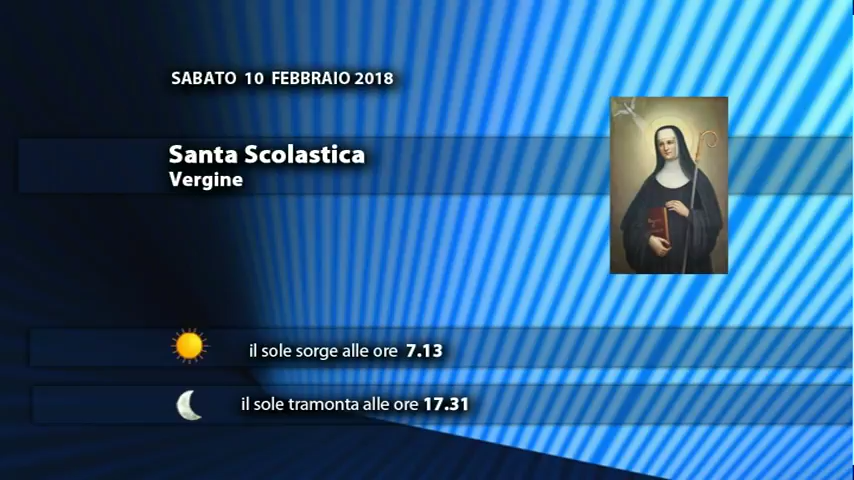 SABATO 10 FEBBRAIO 2018
Santa Scolastica
Vergine
il sole sorge alle ore 7.13
il sole tramonta alle ore 17.31